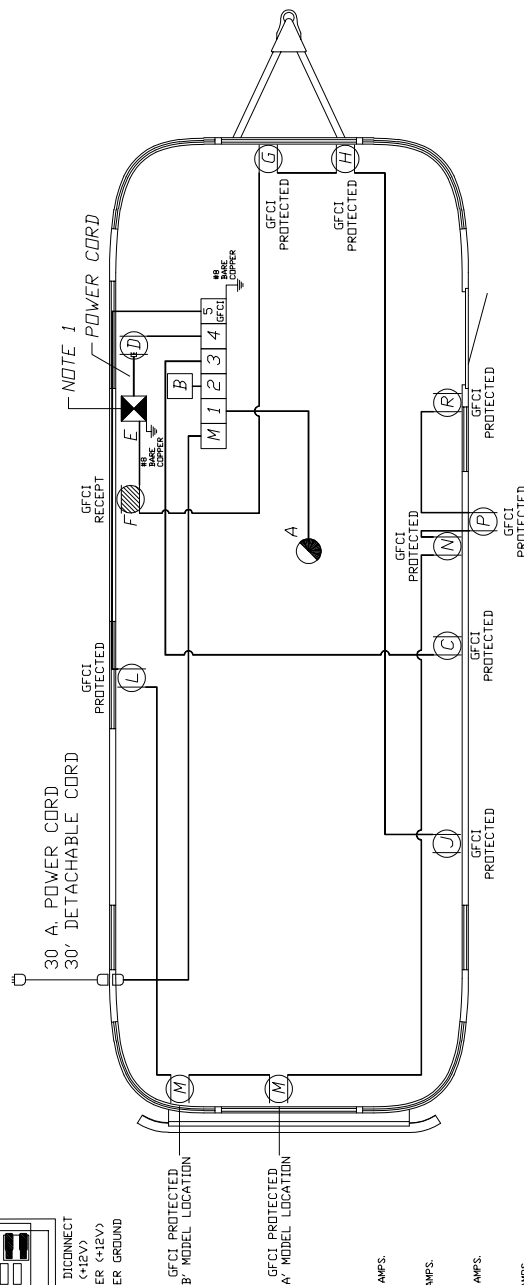 NOTE 1
POWER CORD
30 A. POWER CORD
30' DETACHABLE CORD
#8
BARE
COPPER
M 1 2 3 4 5
GFCI
B
D
E
#8
BARE
COPPER
F
GFCI
RECEPT
L
GFCI
PROTECTED
A
G
GFCI
PROTECTED
H
GFCI
PROTECTED
R
GFCI
PROTECTED
P
GFCI
PROTECTED
N
GFCI
PROTECTED
C
GFCI
PROTECTED
J
GFCI
PROTECTED
M
GFCI PROTECTED
B' MODEL LOCATION
M
GFCI PROTECTED
A' MODEL LOCATION
DICONNECT
(+12V)
ER (+12V)
ER GROUND
AMPS.
AMPS.
AMPS.